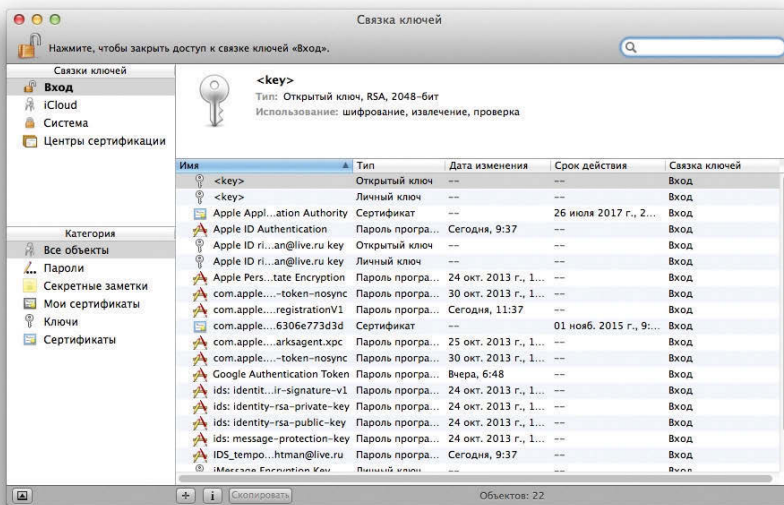 Связка ключей
Нажмите, чтобы закрыть доступ к связке ключей «Вход».
Связки ключей
Вход
iCloud
Система
Центры сертификации
<key>
Тип: Открытый ключ, RSA, 2048-бит
Использование: шифрование, извлечение, проверка
Имя Тип Дата изменения Срок действия Связка ключей
<key> Открытый ключ -- -- Вход
<key> Личный ключ -- -- Вход
Apple Appl...ation Authority Сертификат -- 26 июля 2017 г., 2... Вход
Apple ID Authentication Пароль програ... Сегодня, 9:37 -- Вход
Apple ID ri...an@live.ru key Открытый ключ -- -- Вход
Apple ID ri...an@live.ru key Личный ключ -- -- Вход
Apple Pers...tate Encryption Пароль програ... 24 окт. 2013 г., 1... -- Вход
com.apple....-token-nosync Пароль програ... 30 окт. 2013 г., 1... -- Вход
com.apple....registrationV1 Пароль програ... Сегодня, 11:37 -- Вход
com.apple....6306e773d3d Сертификат -- 01 нояб. 2015 г., 9:... Вход
com.apple....arksagent.xpc Пароль програ... 25 окт. 2013 г., 1... -- Вход
com.apple....-token-nosync Пароль програ... 30 окт. 2013 г., 1... -- Вход
Google Authentication Token Пароль програ... Вчера, 6:48 -- Вход
ids: identit...ir-signature-v1 Пароль програ... 24 окт. 2013 г., 1... -- Вход
ids: identity-rsa-private-key Пароль програ... 24 окт. 2013 г., 1... -- Вход
ids: identity-rsa-public-key Пароль програ... 24 окт. 2013 г., 1... -- Вход
ids: message-protection-key Пароль програ... 24 окт. 2013 г., 1... -- Вход
IDS_tempo...htman@live.ru Пароль програ... Сегодня, 9:37 -- Вход
iMessage Encryption Key Личный ключ -- -- Вход
Категория
Все объекты
Пароли
Секретные заметки
Мои сертификаты
Ключи
Сертификаты
Скопировать
Объектов: 22